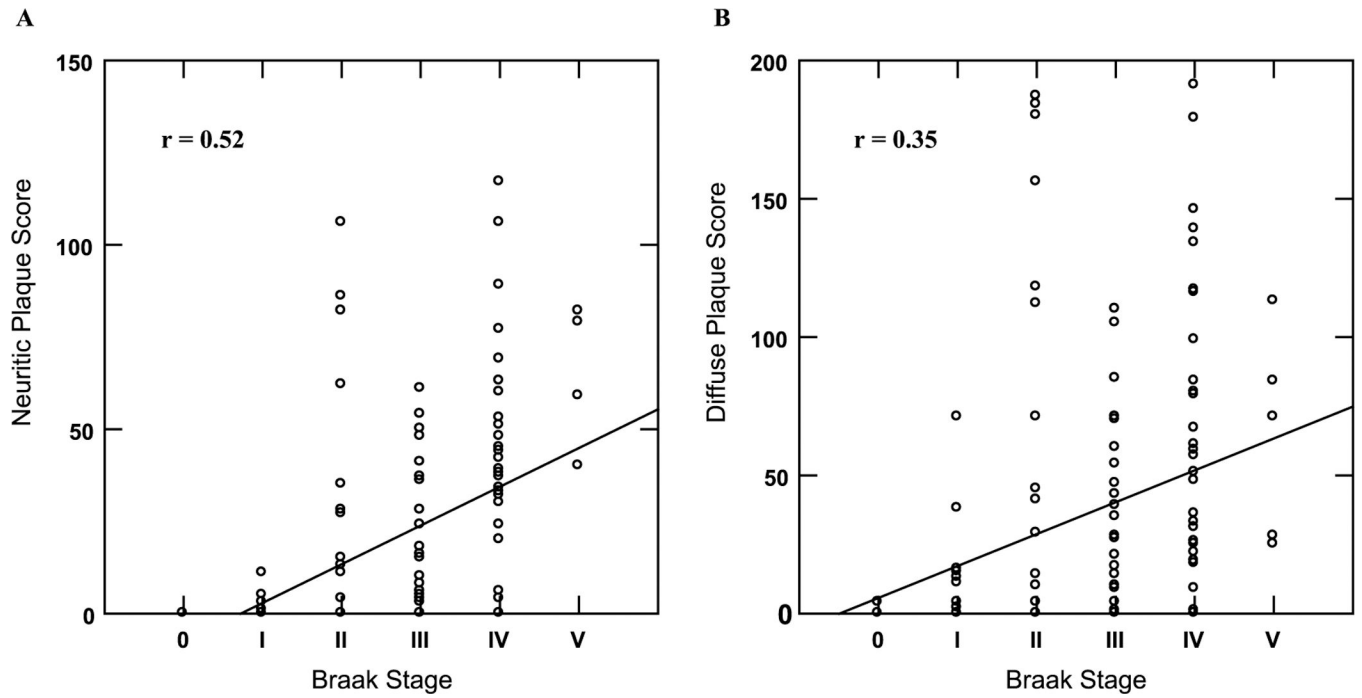 A
150
100
50
0
Neuritic Plaque Score
r = 0.52
0 I II III IV V
Braak Stage
B
200
150
100
50
0
Diffuse Plaque Score
r = 0.35
0 I II III IV V
Braak Stage